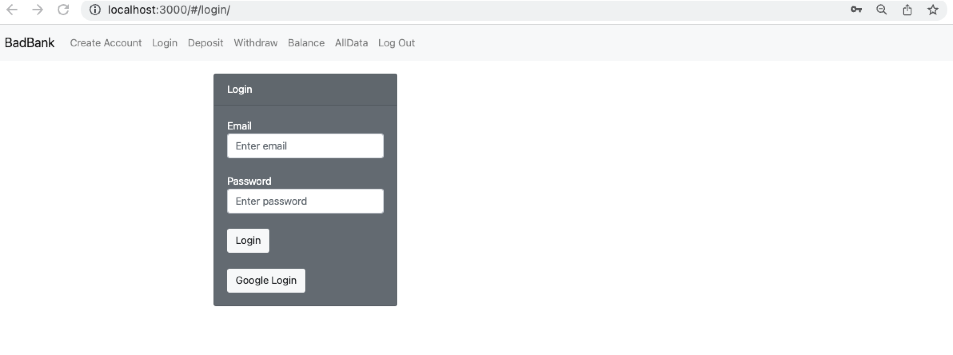 localhost:3000/#/login/
BadBank Create Account Login Deposit Withdraw Balance AllData Log Out
Login
Email
Enter email
Password
Enter password
Login
Google Login